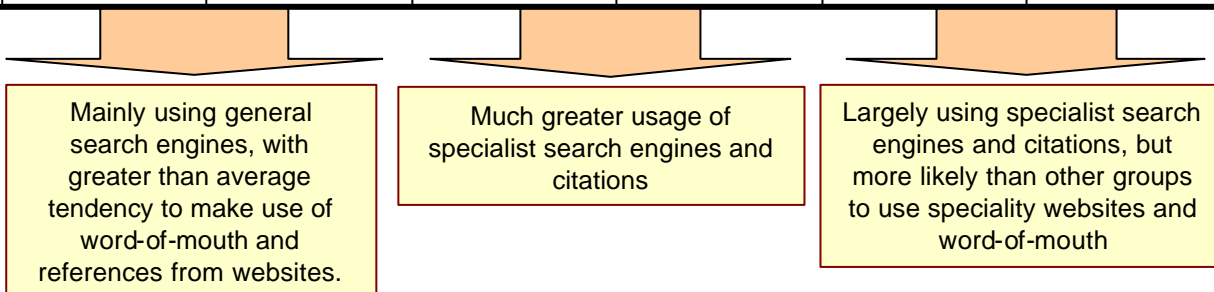 Mainly using general
search engines, with
greater than average
tendency to make use of
word-of-mouth and
references from websites.
Much greater usage of
specialist search engines and
citations
Largely using specialist search
engines and citations, but
more likely than other groups
to use speciality websites and
word-of-mouth